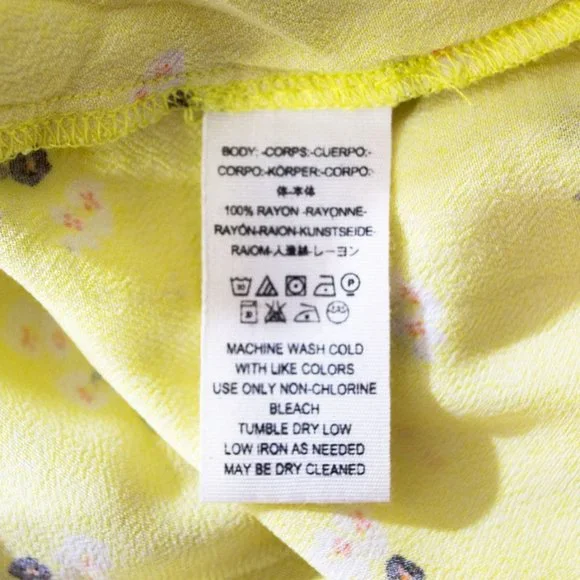 BODY: -CORPS:-CUERPO:-
CORPO:-KÖRPER:-CORPO:-
体-本体
100% RAYON -RAYONNE-
RAYÓN-RAION-KUNSTSEIDE-
RAIOM-人造絲-レーヨン
30 P
MACHINE WASH COLD
WITH LIKE COLORS
USE ONLY NON-CHLORINE
BLEACH
TUMBLE DRY LOW
LOW IRON AS NEEDED
MAY BE DRY CLEANED